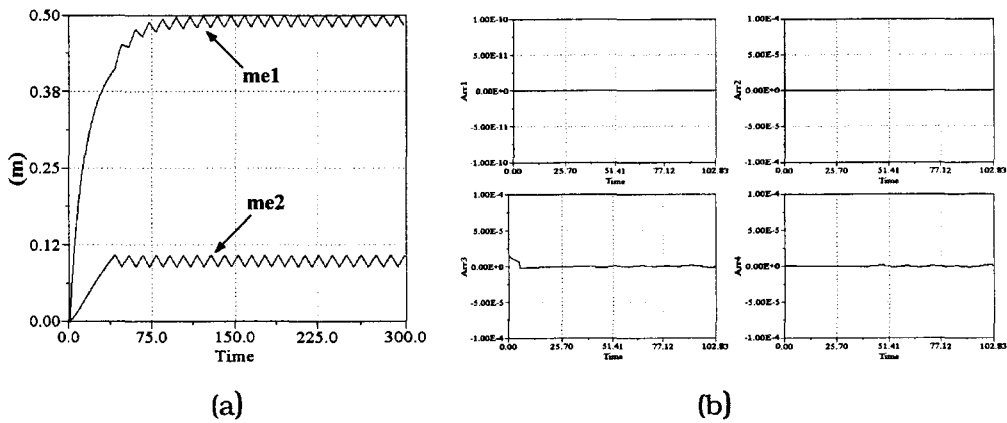 0.50
0.38
0.25
0.12
0.00
(m)
me1
me2
0.0
75.0
150.0
225.0
300.0
Time
(a)
1.00E-10
5.00E-11
0.00E+0
-5.00E-11
-1.00E-10
Arr1
0.00
25.70
51.41
77.12
102.83
Time
1.00E-4
5.00E-5
0.00E+0
-5.00E-5
-1.00E-4
Arr2
0.00
25.70
51.41
77.12
102.83
Time
1.00E-4
5.00E-5
0.00E+0
-5.00E-5
-1.00E-4
Arr3
0.00
25.70
51.41
77.12
102.83
Time
1.00E-4
5.00E-5
0.00E+0
-5.00E-5
-1.00E-4
Arr4
0.00
25.70
51.41
77.12
102.83
Time
(b)